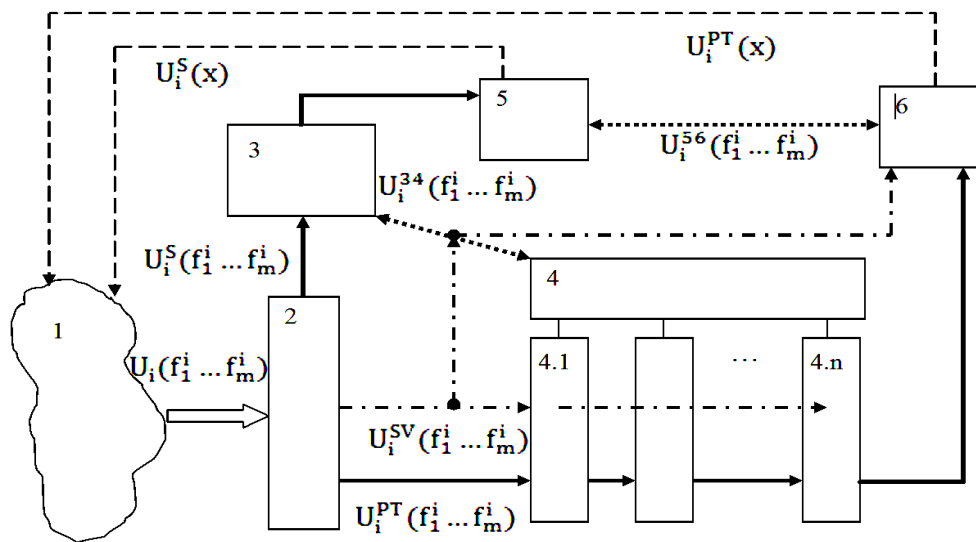 U_i^PT(x)
U_i^S(x)
5
|6
3
U_i^56(f_1^i … f_m^i)
U_i^34(f_1^i … f_m^i)
U_i^S(f_1^i … f_m^i)
4
2
1
4.1
…
4.n
U_i(f_1^i … f_m^i)
U_i^SV(f_1^i … f_m^i)
U_i^PT(f_1^i … f_m^i)